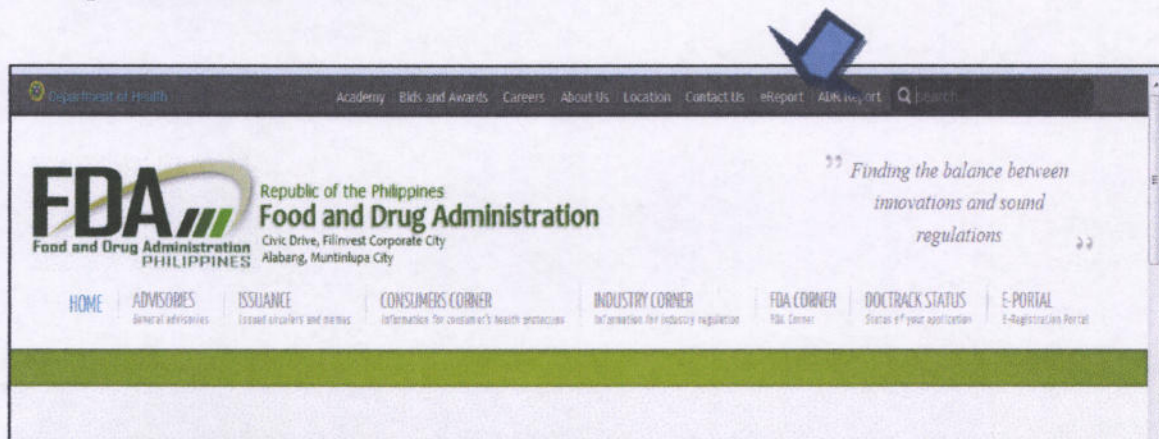 Department of Health Academy Bids and Awards Careers About Us Location Contact Us eReport ADR Report Search
FDA
Food and Drug Administration
PHILIPPINES
Republic of the Philippines
Food and Drug Administration
Civic Drive, Filinvest Corporate City
Alabang, Muntinlupa City
” Finding the balance between
innovations and sound
regulations ”
HOME ADVISORIES ISSUANCE CONSUMERS CORNER INDUSTRY CORNER FDA CORNER DOCTRACK STATUS E-PORTAL
General advisories Issued circulars and memos Information for consumer's health protection Information for industry regulation FDA Corner Status of your application E-Registration Portal